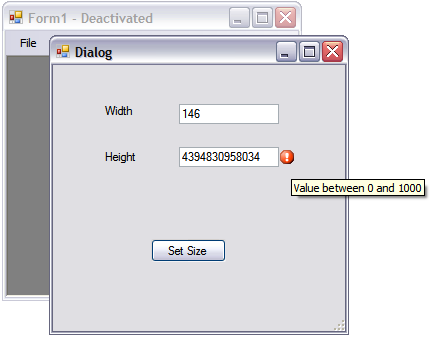 Form1 - Deactivated
File
Dialog
Width
146
Height
4394830958034
Value between 0 and 1000
Set Size